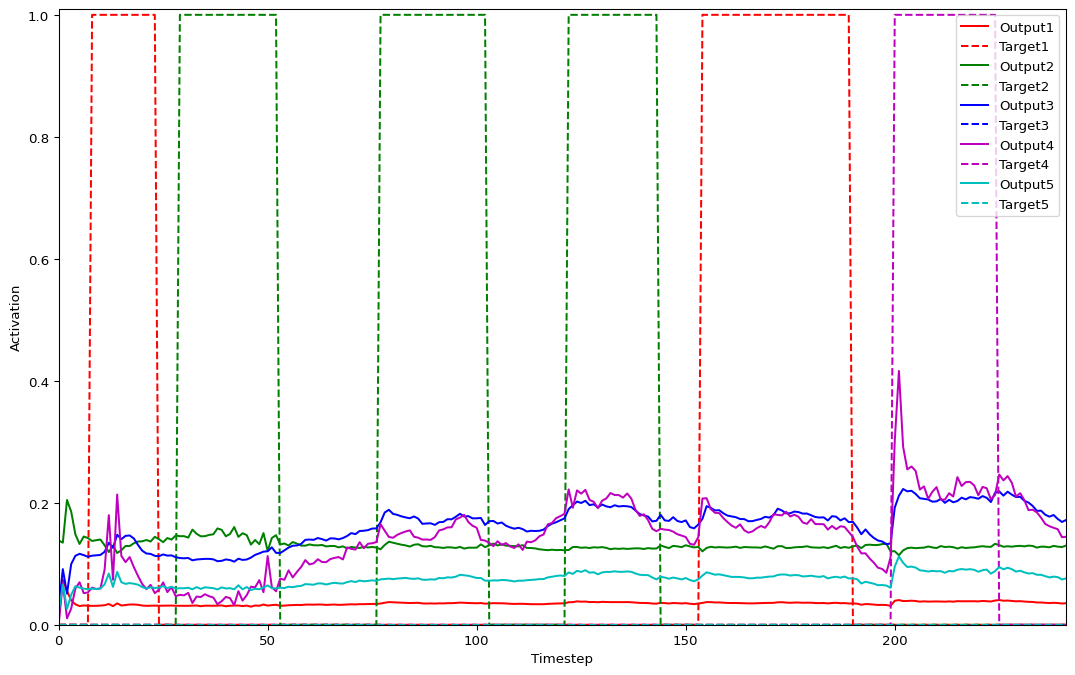 1.0
0.8
0.6
0.4
0.2
0.0
Activation
0
50
100
150
200
Timestep
Output1
Target1
Output2
Target2
Output3
Target3
Output4
Target4
Output5
Target5